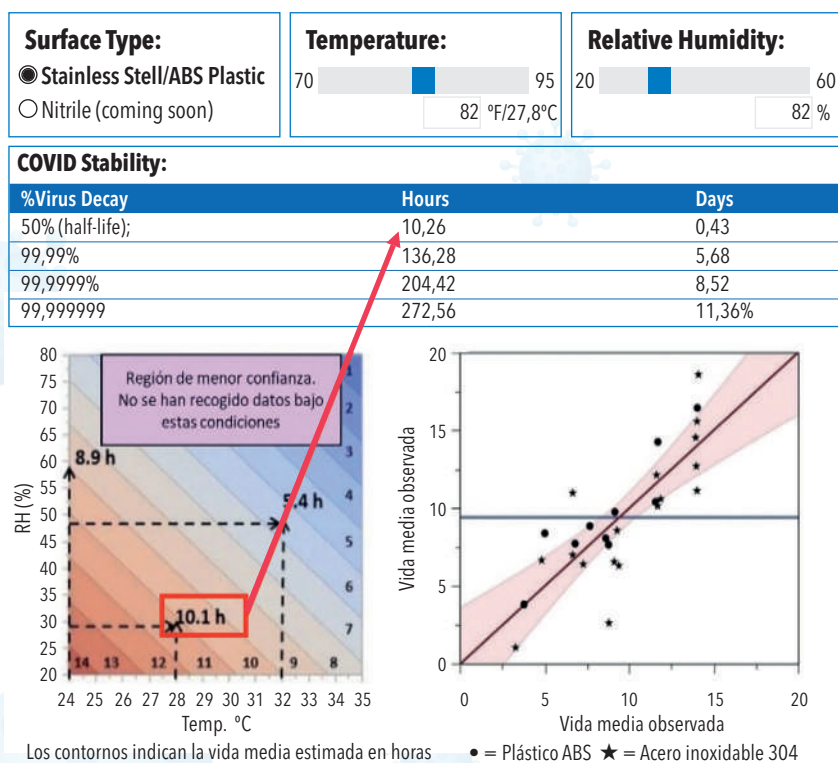 Surface Type:
Stainless Stell/ABS Plastic
Nitrile (coming soon)
Temperature:
70 95
82 ºF/27,8ºC
Relative Humidity:
20 60
82 %
COVID Stability:
%Virus Decay Hours Days
50% (half-life); 10,26 0,43
99,99% 136,28 5,68
99,9999% 204,42 8,52
99,999999 272,56 11,36%
80
75
70
65
60
55
50
45
40
35
30
25
20
RH (%)
Región de menor confianza.
No se han recogido datos bajo
estas condiciones
8.9 h
5.4 h
10.1 h
1
2
3
4
5
6
7
14 13 12 11 10 9 8
24 25 26 27 28 29 30 31 32 33 34 35
Temp. ºC
Los contornos indican la vida media estimada en horas
20
15
10
5
0
Vida media observada
0 5 10 15 20
Vida media observada
● = Plástico ABS ★ = Acero inoxidable 304